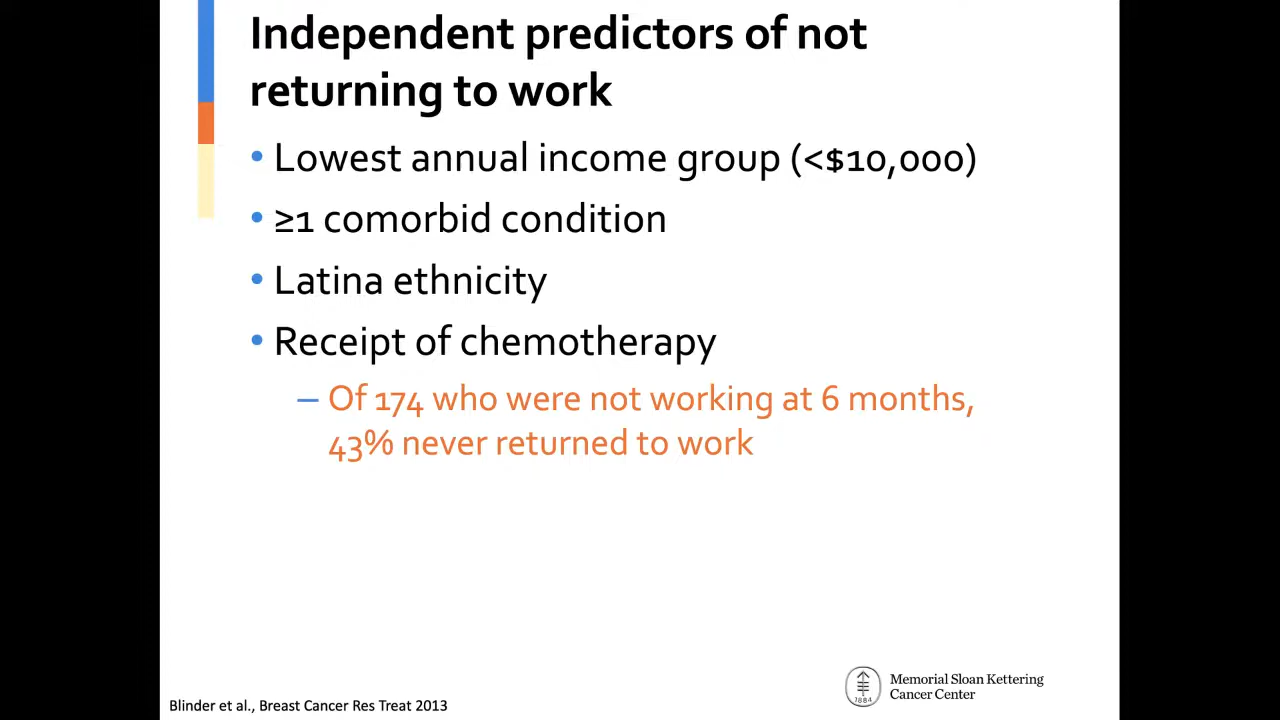 Independent predictors of not
returning to work
• Lowest annual income group (<$10,000)
• ≥1 comorbid condition
• Latina ethnicity
• Receipt of chemotherapy
– Of 174 who were not working at 6 months,
43% never returned to work
1884
Memorial Sloan Kettering
Cancer Center
Blinder et al., Breast Cancer Res Treat 2013